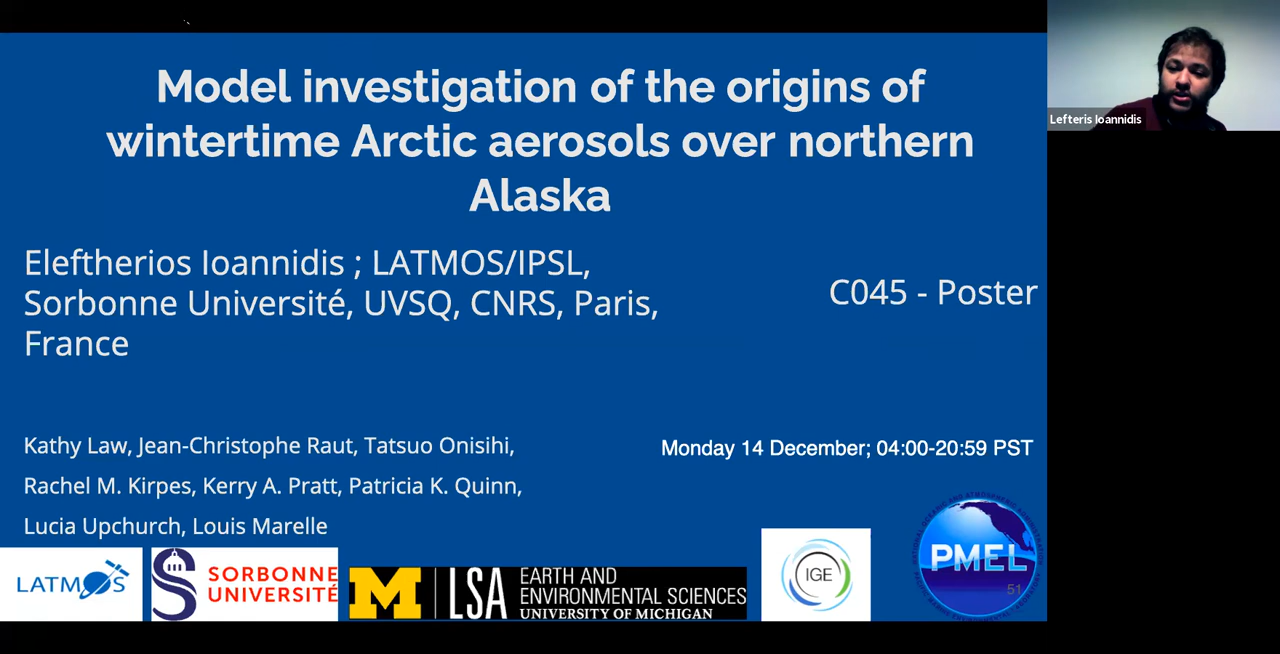 Model investigation of the origins of
wintertime Arctic aerosols over northern
Alaska
Lefteris Ioannidis
Eleftherios Ioannidis ; LATMOS/IPSL,
Sorbonne Université, UVSQ, CNRS, Paris,
France
C045 - Poster
Kathy Law, Jean-Christophe Raut, Tatsuo Onisihi,
Rachel M. Kirpes, Kerry A. Pratt, Patricia K. Quinn,
Lucia Upchurch, Louis Marelle
Monday 14 December; 04:00-20:59 PST
LATMOS
SORBONNE
UNIVERSITÉ
M
LSA
EARTH AND
ENVIRONMENTAL SCIENCES
UNIVERSITY OF MICHIGAN
IGE
PMEL
51